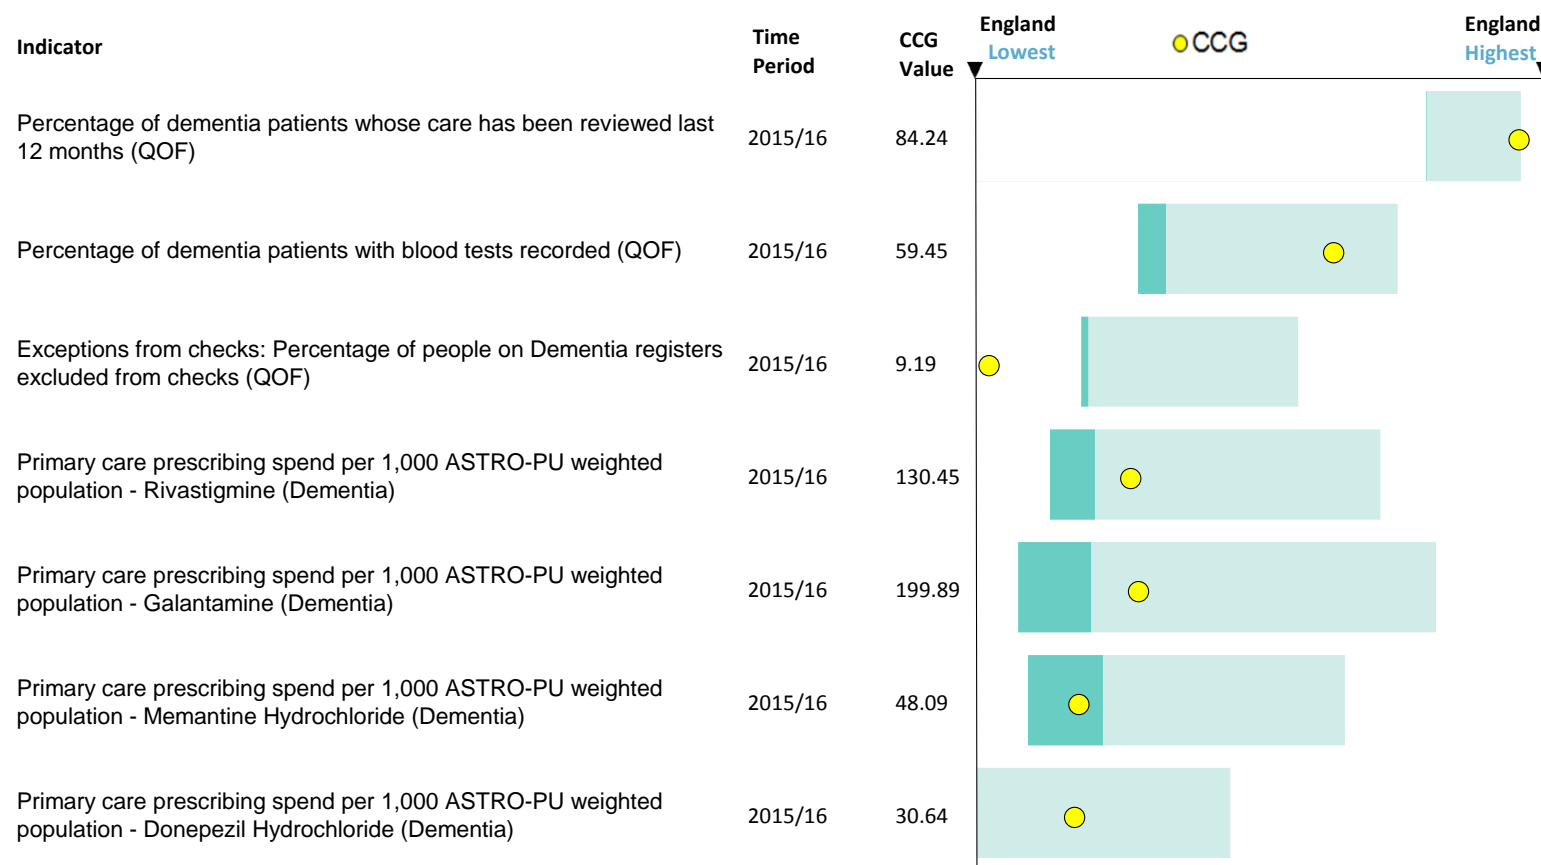 Indicator
Time
Period
CCG
Value
England
Lowest
CCG
England
Highest
Percentage of dementia patients whose care has been reviewed last
12 months (QOF)
2015/16
84.24
Percentage of dementia patients with blood tests recorded (QOF)
2015/16
59.45
Exceptions from checks: Percentage of people on Dementia registers
excluded from checks (QOF)
2015/16
9.19
Primary care prescribing spend per 1,000 ASTRO-PU weighted
population - Rivastigmine (Dementia)
2015/16
130.45
Primary care prescribing spend per 1,000 ASTRO-PU weighted
population - Galantamine (Dementia)
2015/16
199.89
Primary care prescribing spend per 1,000 ASTRO-PU weighted
population - Memantine Hydrochloride (Dementia)
2015/16
48.09
Primary care prescribing spend per 1,000 ASTRO-PU weighted
population - Donepezil Hydrochloride (Dementia)
2015/16
30.64